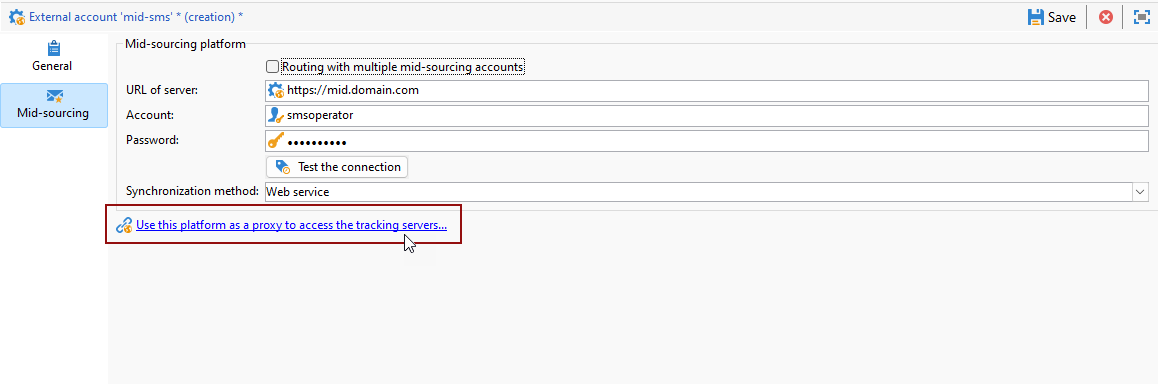 External account 'mid-sms' * (creation) *
Save
General
Mid-sourcing
Mid-sourcing platform
Routing with multiple mid-sourcing accounts
URL of server: https://mid.domain.com
Account: smsoperator
Password: ••••••••••
Test the connection
Synchronization method: Web service
Use this platform as a proxy to access the tracking servers...